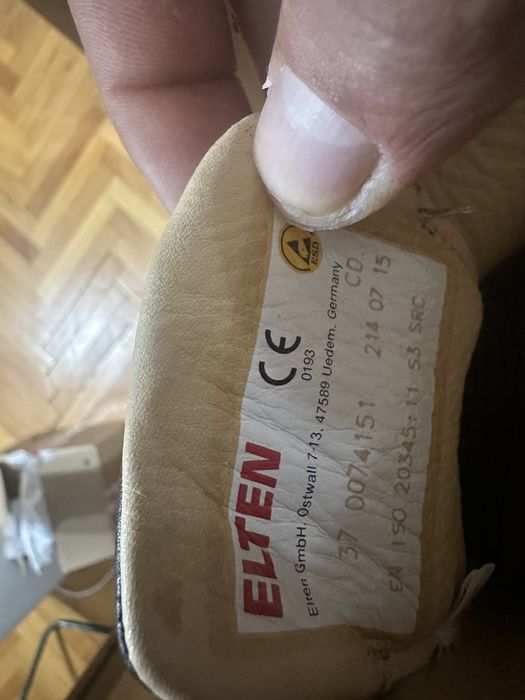 ELTEN CE ESD
0193
Elten GmbH, Ostwall 7-13, 47589 Uedem, Germany
37 0074151 CD
214 07 15
EN ISO 20345:11 S3 SRC